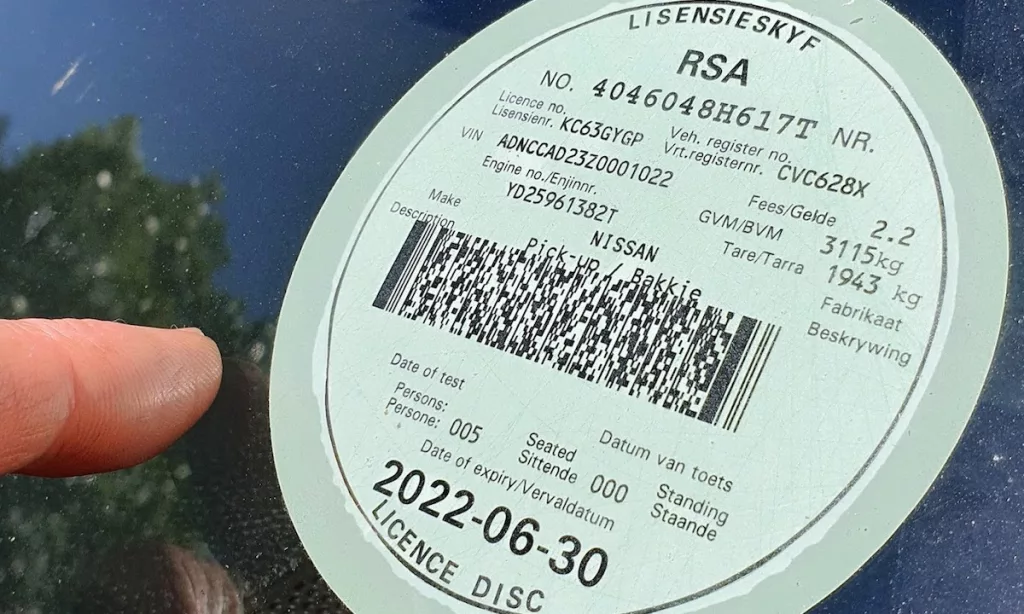 LISENSIESKYF
RSA
NO. 4046048H617T NR.
Licence no. Veh. register no.
Lisensienr. KC63GYGP Vrt.registernr. CVC628X
VIN ADNCCAD23Z0001022 Fees/Gelde 2.2
Engine no./Enjinnr. GVM/BVM 3115kg
YD25961382T Tare/Tarra 1943 kg
Make NISSAN Fabrikaat
Description Pick-up / Bakkie Beskrywing
Date of test Datum van toets
Persons: Seated Standing
Persone: 005 Sittende 000 Staande
Date of expiry/Vervaldatum
2022-06-30
LICENCE DISC